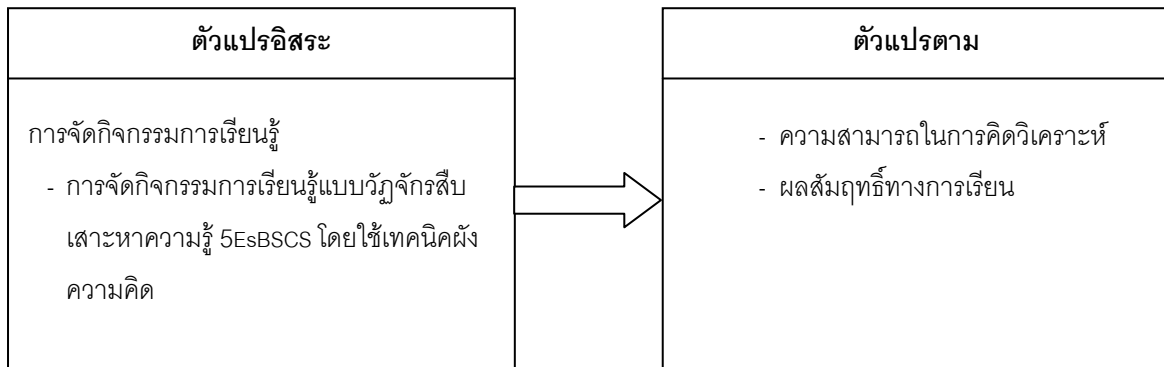 ตัวแปรอิสระ
การจัดกิจกรรมการเรียนรู้
- การจัดกิจกรรมการเรียนรู้แบบวัฏจักรสืบ
เสาะหาความรู้ 5EsBSCS โดยใช้เทคนิคผัง
ความคิด
ตัวแปรตาม
- ความสามารถในการคิดวิเคราะห์
- ผลสัมฤทธิ์ทางการเรียน